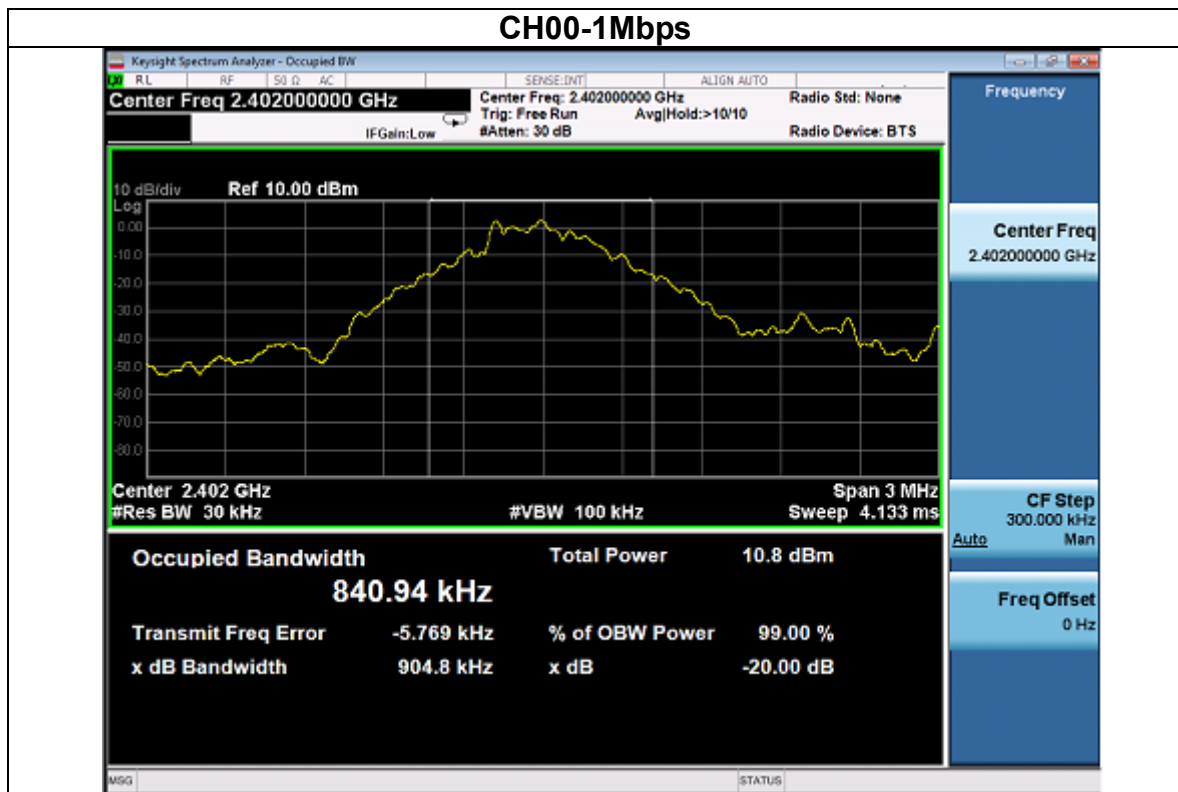 CH00-1Mbps
Keysight Spectrum Analyzer - Occupied BW
RL RF 50 Ω AC SENSE:INT ALIGN AUTO
Center Freq 2.402000000 GHz
Center Freq: 2.402000000 GHz Radio Std: None
Trig: Free Run Avg|Hold:>10/10
IFGain:Low #Atten: 30 dB Radio Device: BTS
10 dB/div Ref 10.00 dBm
Log
0.00
-10.0
-20.0
-30.0
-40.0
-50.0
-60.0
-70.0
-80.0
Center 2.402 GHz Span 3 MHz
#Res BW 30 kHz #VBW 100 kHz Sweep 4.133 ms
Occupied Bandwidth Total Power 10.8 dBm
840.94 kHz
Transmit Freq Error -5.769 kHz % of OBW Power 99.00 %
x dB Bandwidth 904.8 kHz x dB -20.00 dB
MSG STATUS
Frequency
Center Freq
2.402000000 GHz
CF Step
300.000 kHz
Auto Man
Freq Offset
0 Hz